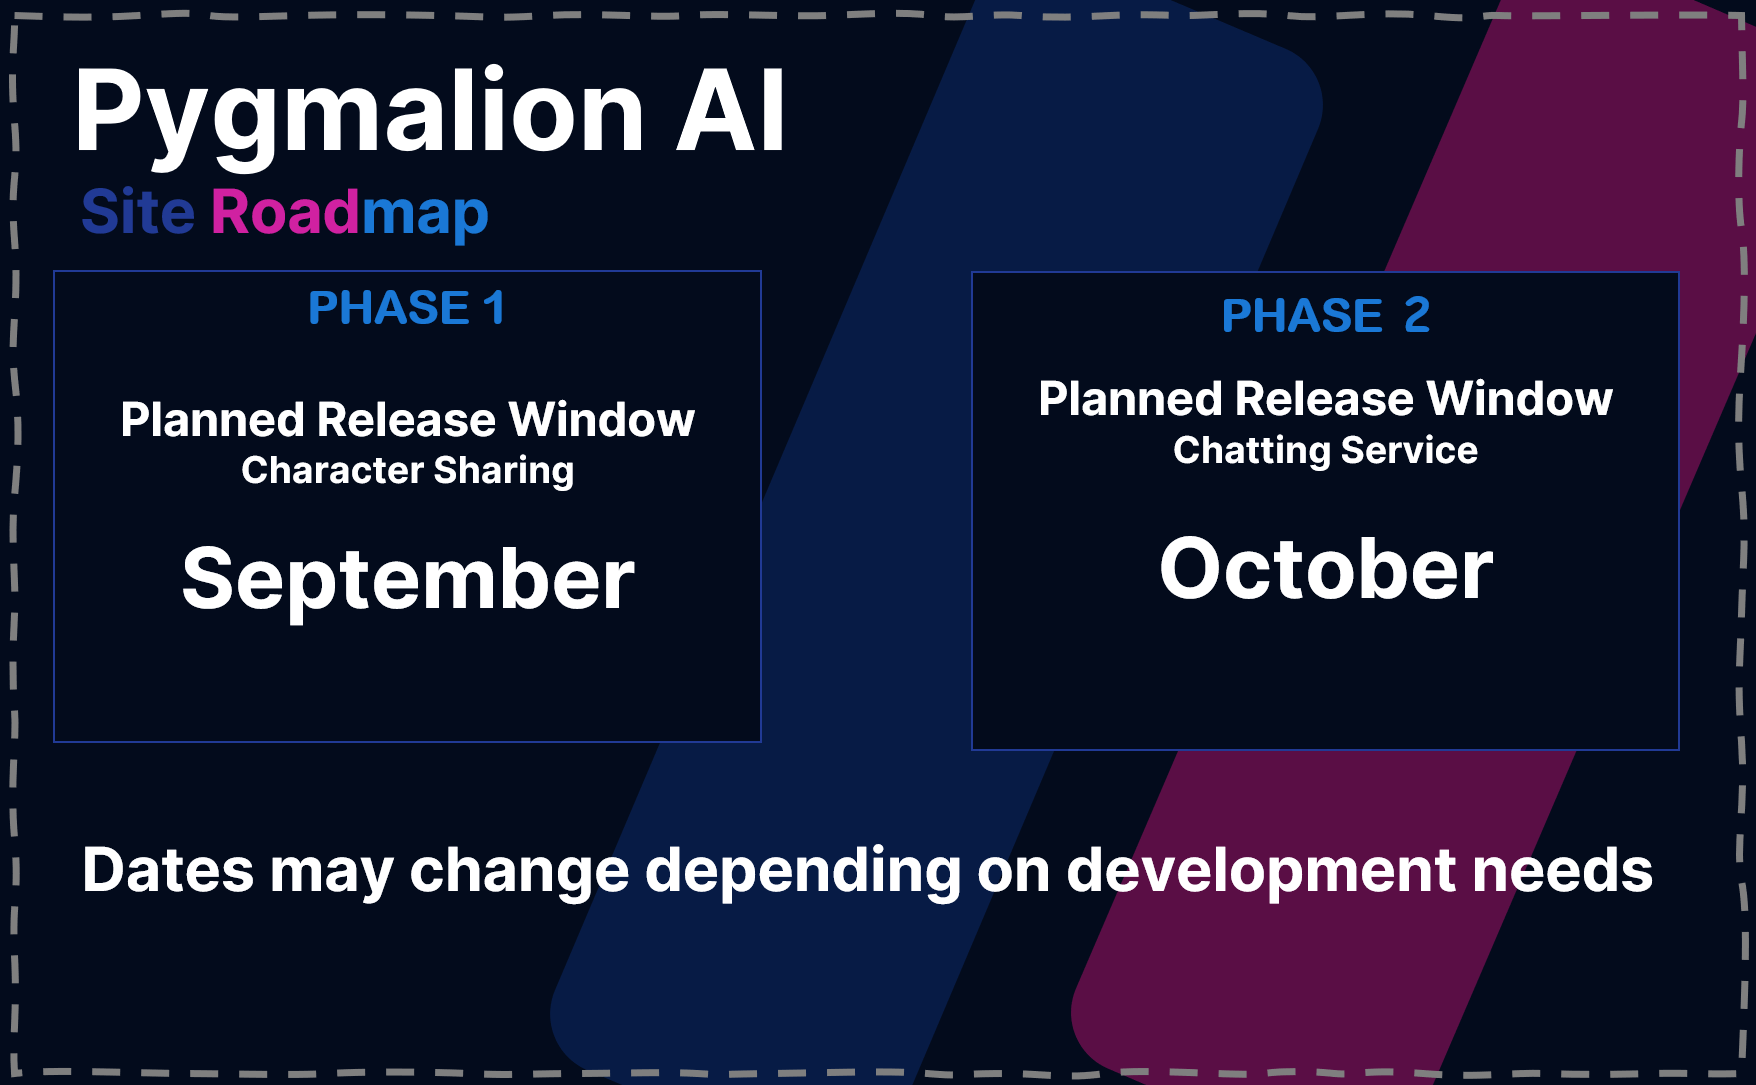 Pygmalion AI
Site Roadmap
PHASE 1
Planned Release Window
Character Sharing
September
PHASE 2
Planned Release Window
Chatting Service
October
Dates may change depending on development needs